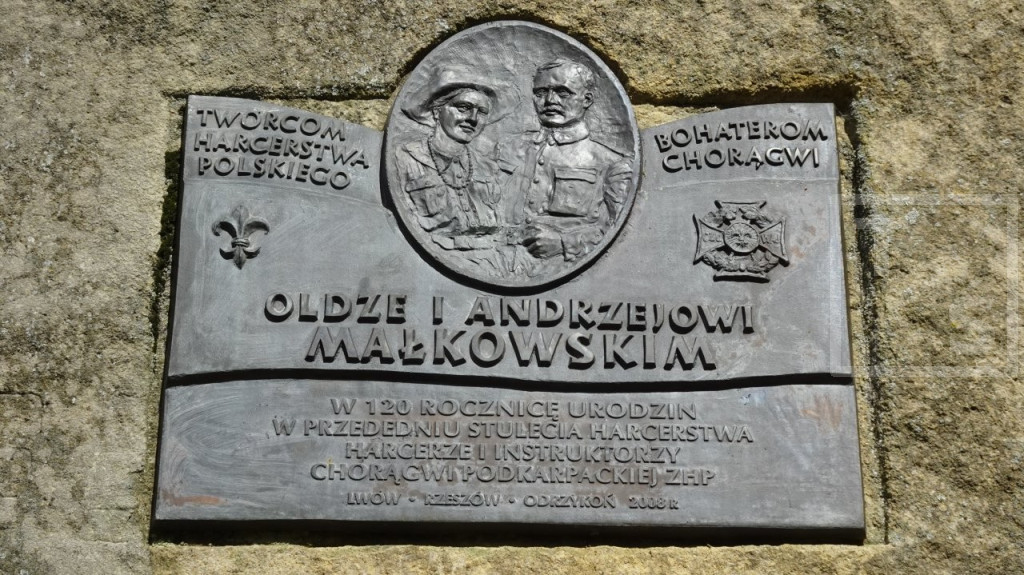 TWÓRCOM
HARCERSTWA
POLSKIEGO
BOHATEROM
CHORĄGWI
OLDZE I ANDRZEJOWI
MAŁKOWSKIM
W 120 ROCZNICĘ URODZIN
W PRZEDEDNIU STULECIA HARCERSTWA
HARCERZE I INSTRUKTORZY
CHORĄGWI PODKARPACKIEJ ZHP
LWÓW · RZESZÓW · ODRZYKOŃ 2008 R